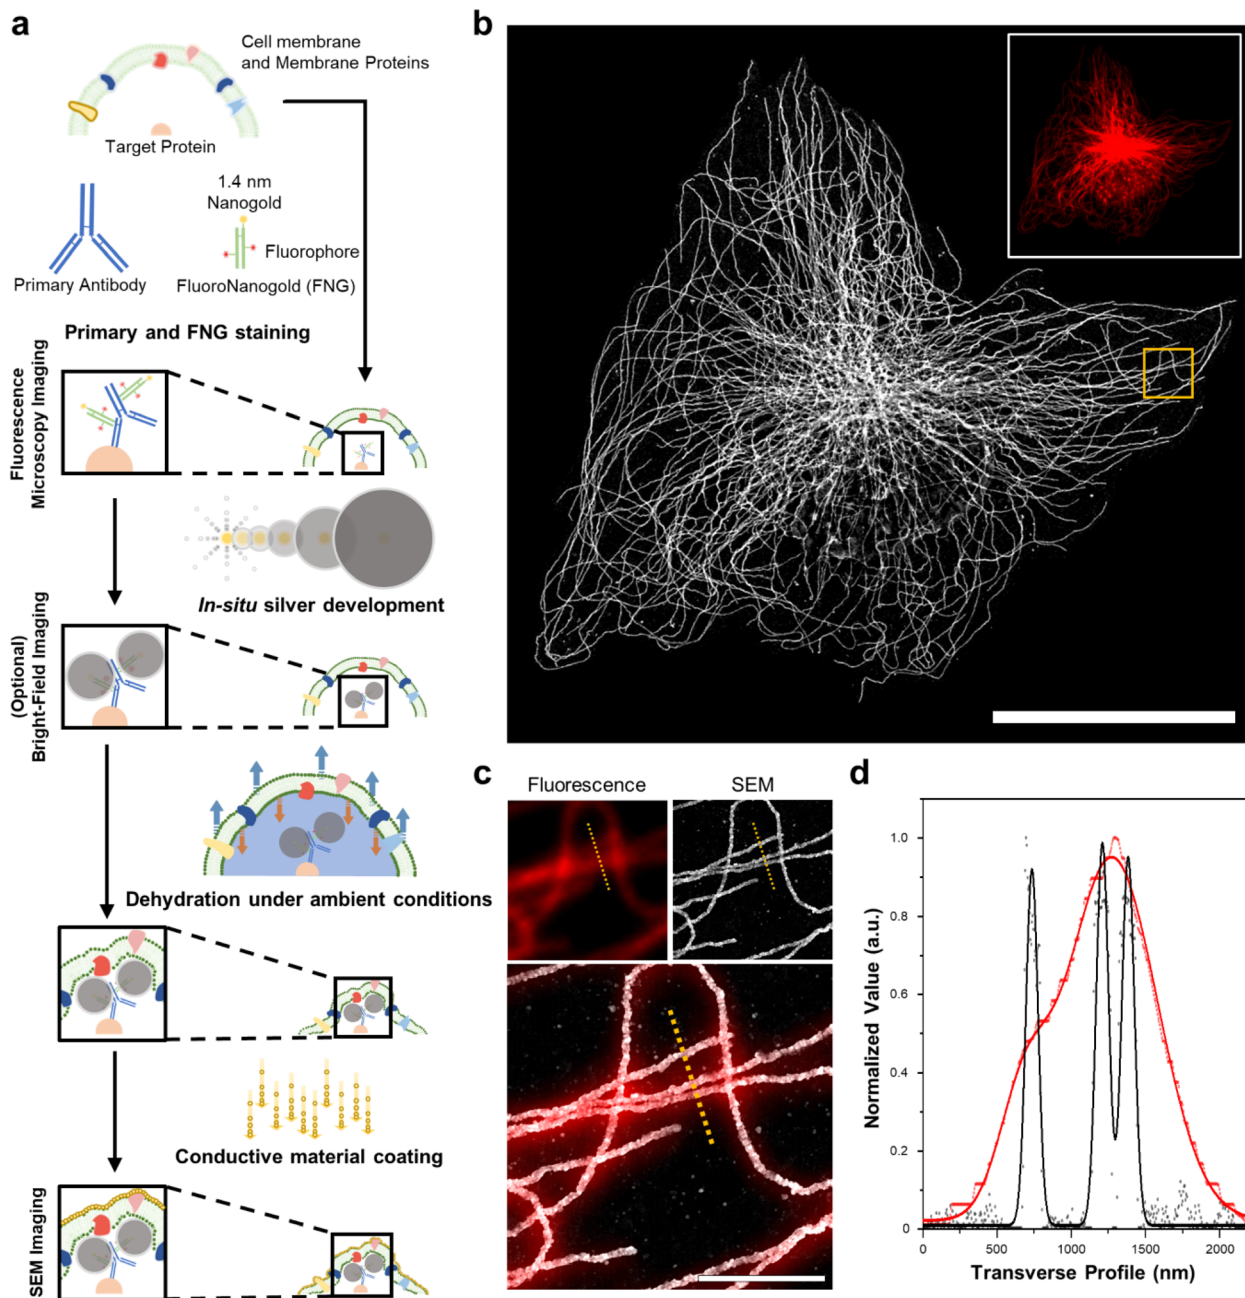 a
Cell membrane
and Membrane Proteins
Target Protein
1.4 nm
Nanogold
Fluorophore
Primary Antibody
FluoroNanogold (FNG)
Primary and FNG staining
Fluorescence
Microscopy Imaging
In-situ silver development
(Optional)
Bright-Field Imaging
Dehydration under ambient conditions
Conductive material coating
SEM Imaging
b
c
Fluorescence
SEM
d
Normalized Value (a.u.)
1.0
0.8
0.6
0.4
0.2
0
0
500
1000
1500
2000
Transverse Profile (nm)